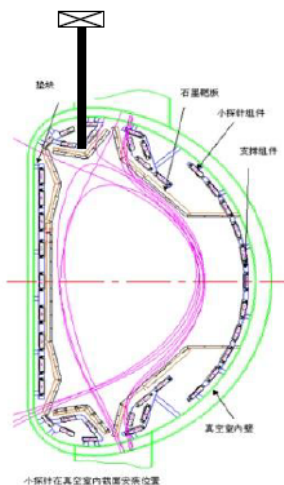 石墨靶板
垫块
小探针组件
支撑组件
真空室内壁
小探针在真空室内截面安装位置